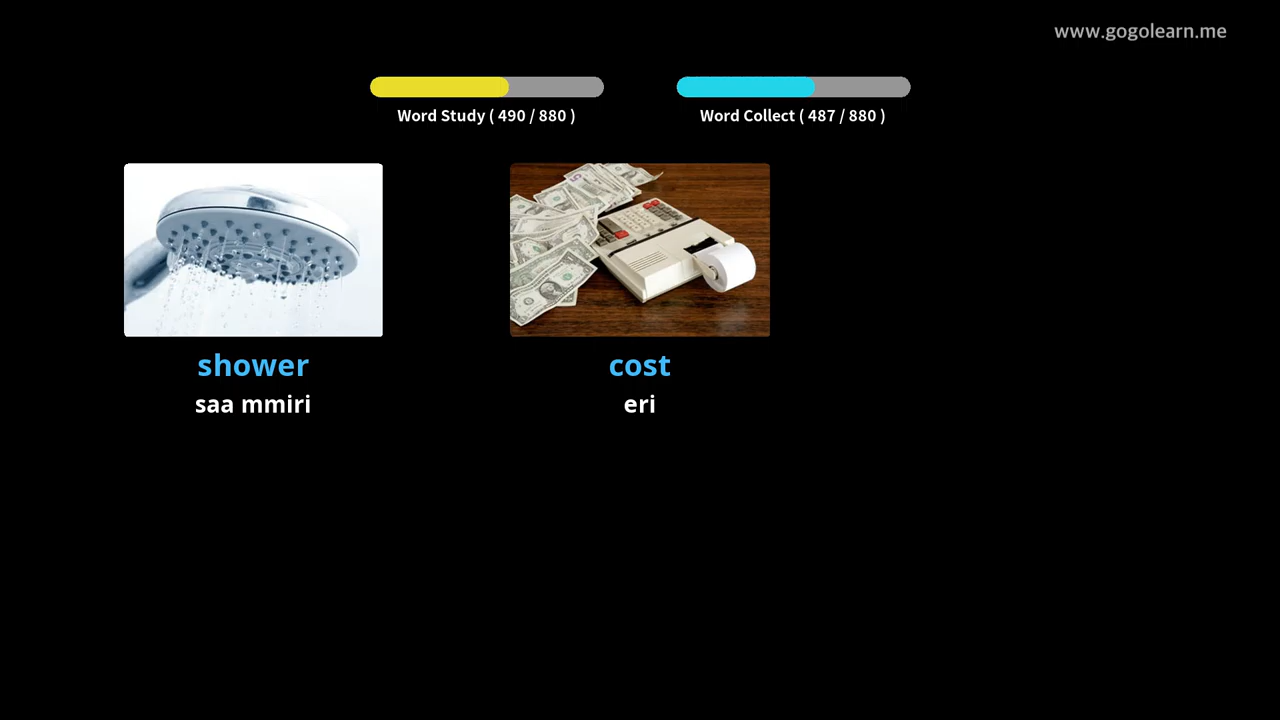 www.gogolearn.me
Word Study ( 490 / 880 )
Word Collect ( 487 / 880 )
shower
saa mmiri
cost
eri